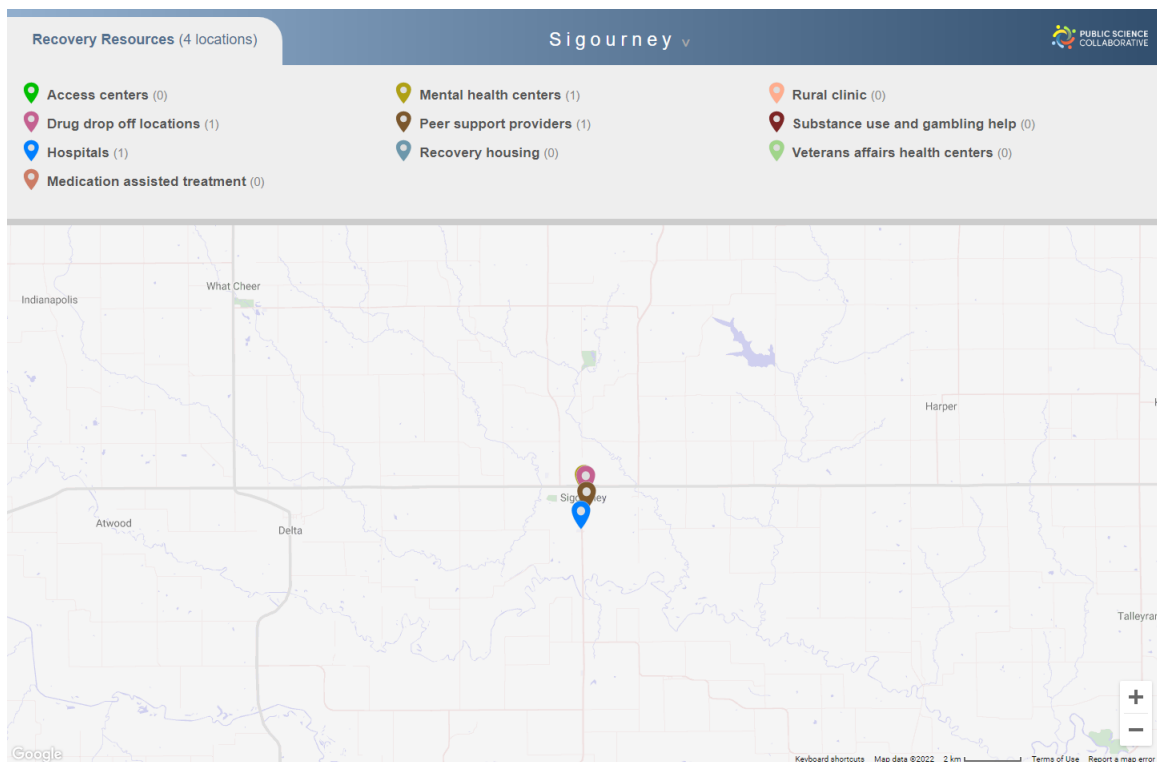 Recovery Resources (4 locations)
Sigourney v
PUBLIC SCIENCE
COLLABORATIVE
Access centers (0)
Mental health centers (1)
Rural clinic (0)
Drug drop off locations (1)
Peer support providers (1)
Substance use and gambling help (0)
Hospitals (1)
Recovery housing (0)
Veterans affairs health centers (0)
Medication assisted treatment (0)
What Cheer
Indianapolis
Harper
Sigourney
Atwood
Delta
Talleyran
+
−
Google
Keyboard shortcuts Map data ©2022 2 km Terms of Use Report a map error